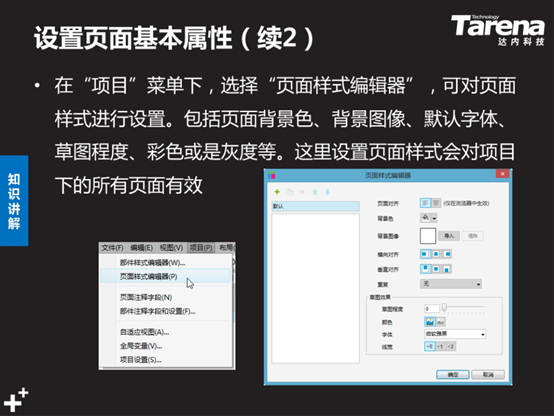 设置页面基本属性（续2）
Technology
Tarena
达内科技
• 在“项目”菜单下，选择“页面样式编辑器”，可对页面
样式进行设置。包括页面背景色、背景图像、默认字体、
草图程度、彩色或是灰度等。这里设置页面样式会对项目
下的所有页面有效
知识讲解
文件(F) 编辑(E) 视图(V) 项目(P) 布局(
部件样式编辑器(W)...
页面样式编辑器(P)
页面注释字段(N)
部件注释字段和设置(F)...
自适应视图(A)...
全局变量(V)...
项目设置(S)...
页面样式编辑器
默认
页面对齐 (仅在浏览器中生效)
背景色
背景图像 导入 清除
横向对齐
垂直对齐
重复 无
草图效果
草图程度 0
颜色
字体 微软雅黑
线宽 +0 +1 +2
确定 取消